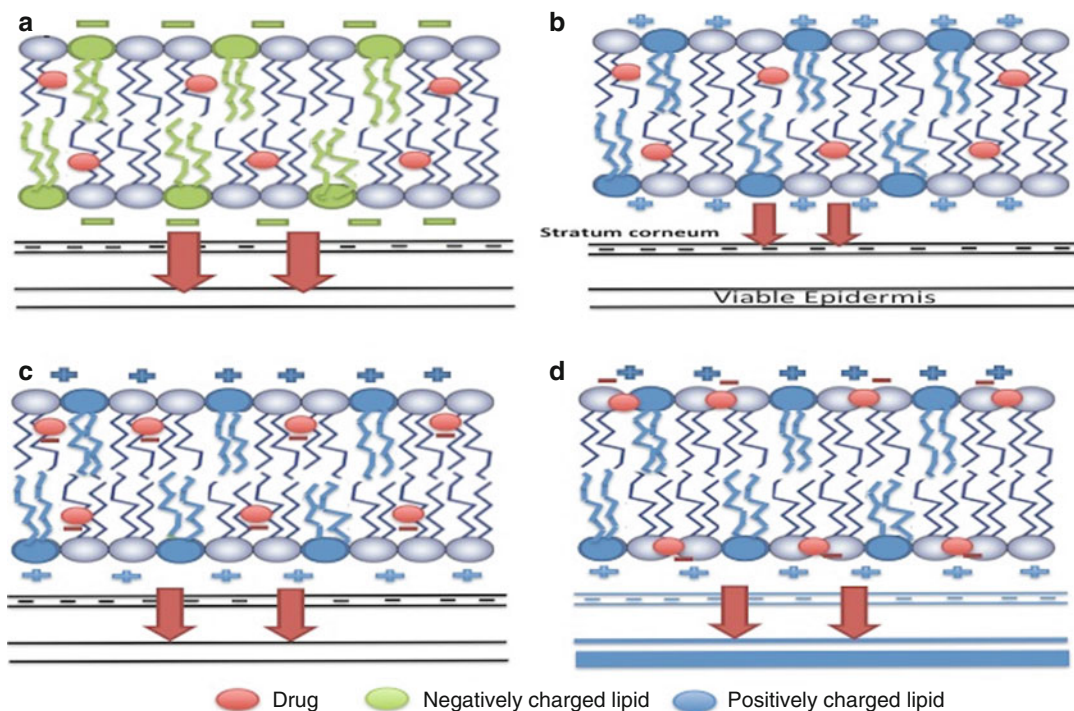 a
b
Stratum corneum
Viable Epidermis
c
d
Drug
Negatively charged lipid
Positively charged lipid